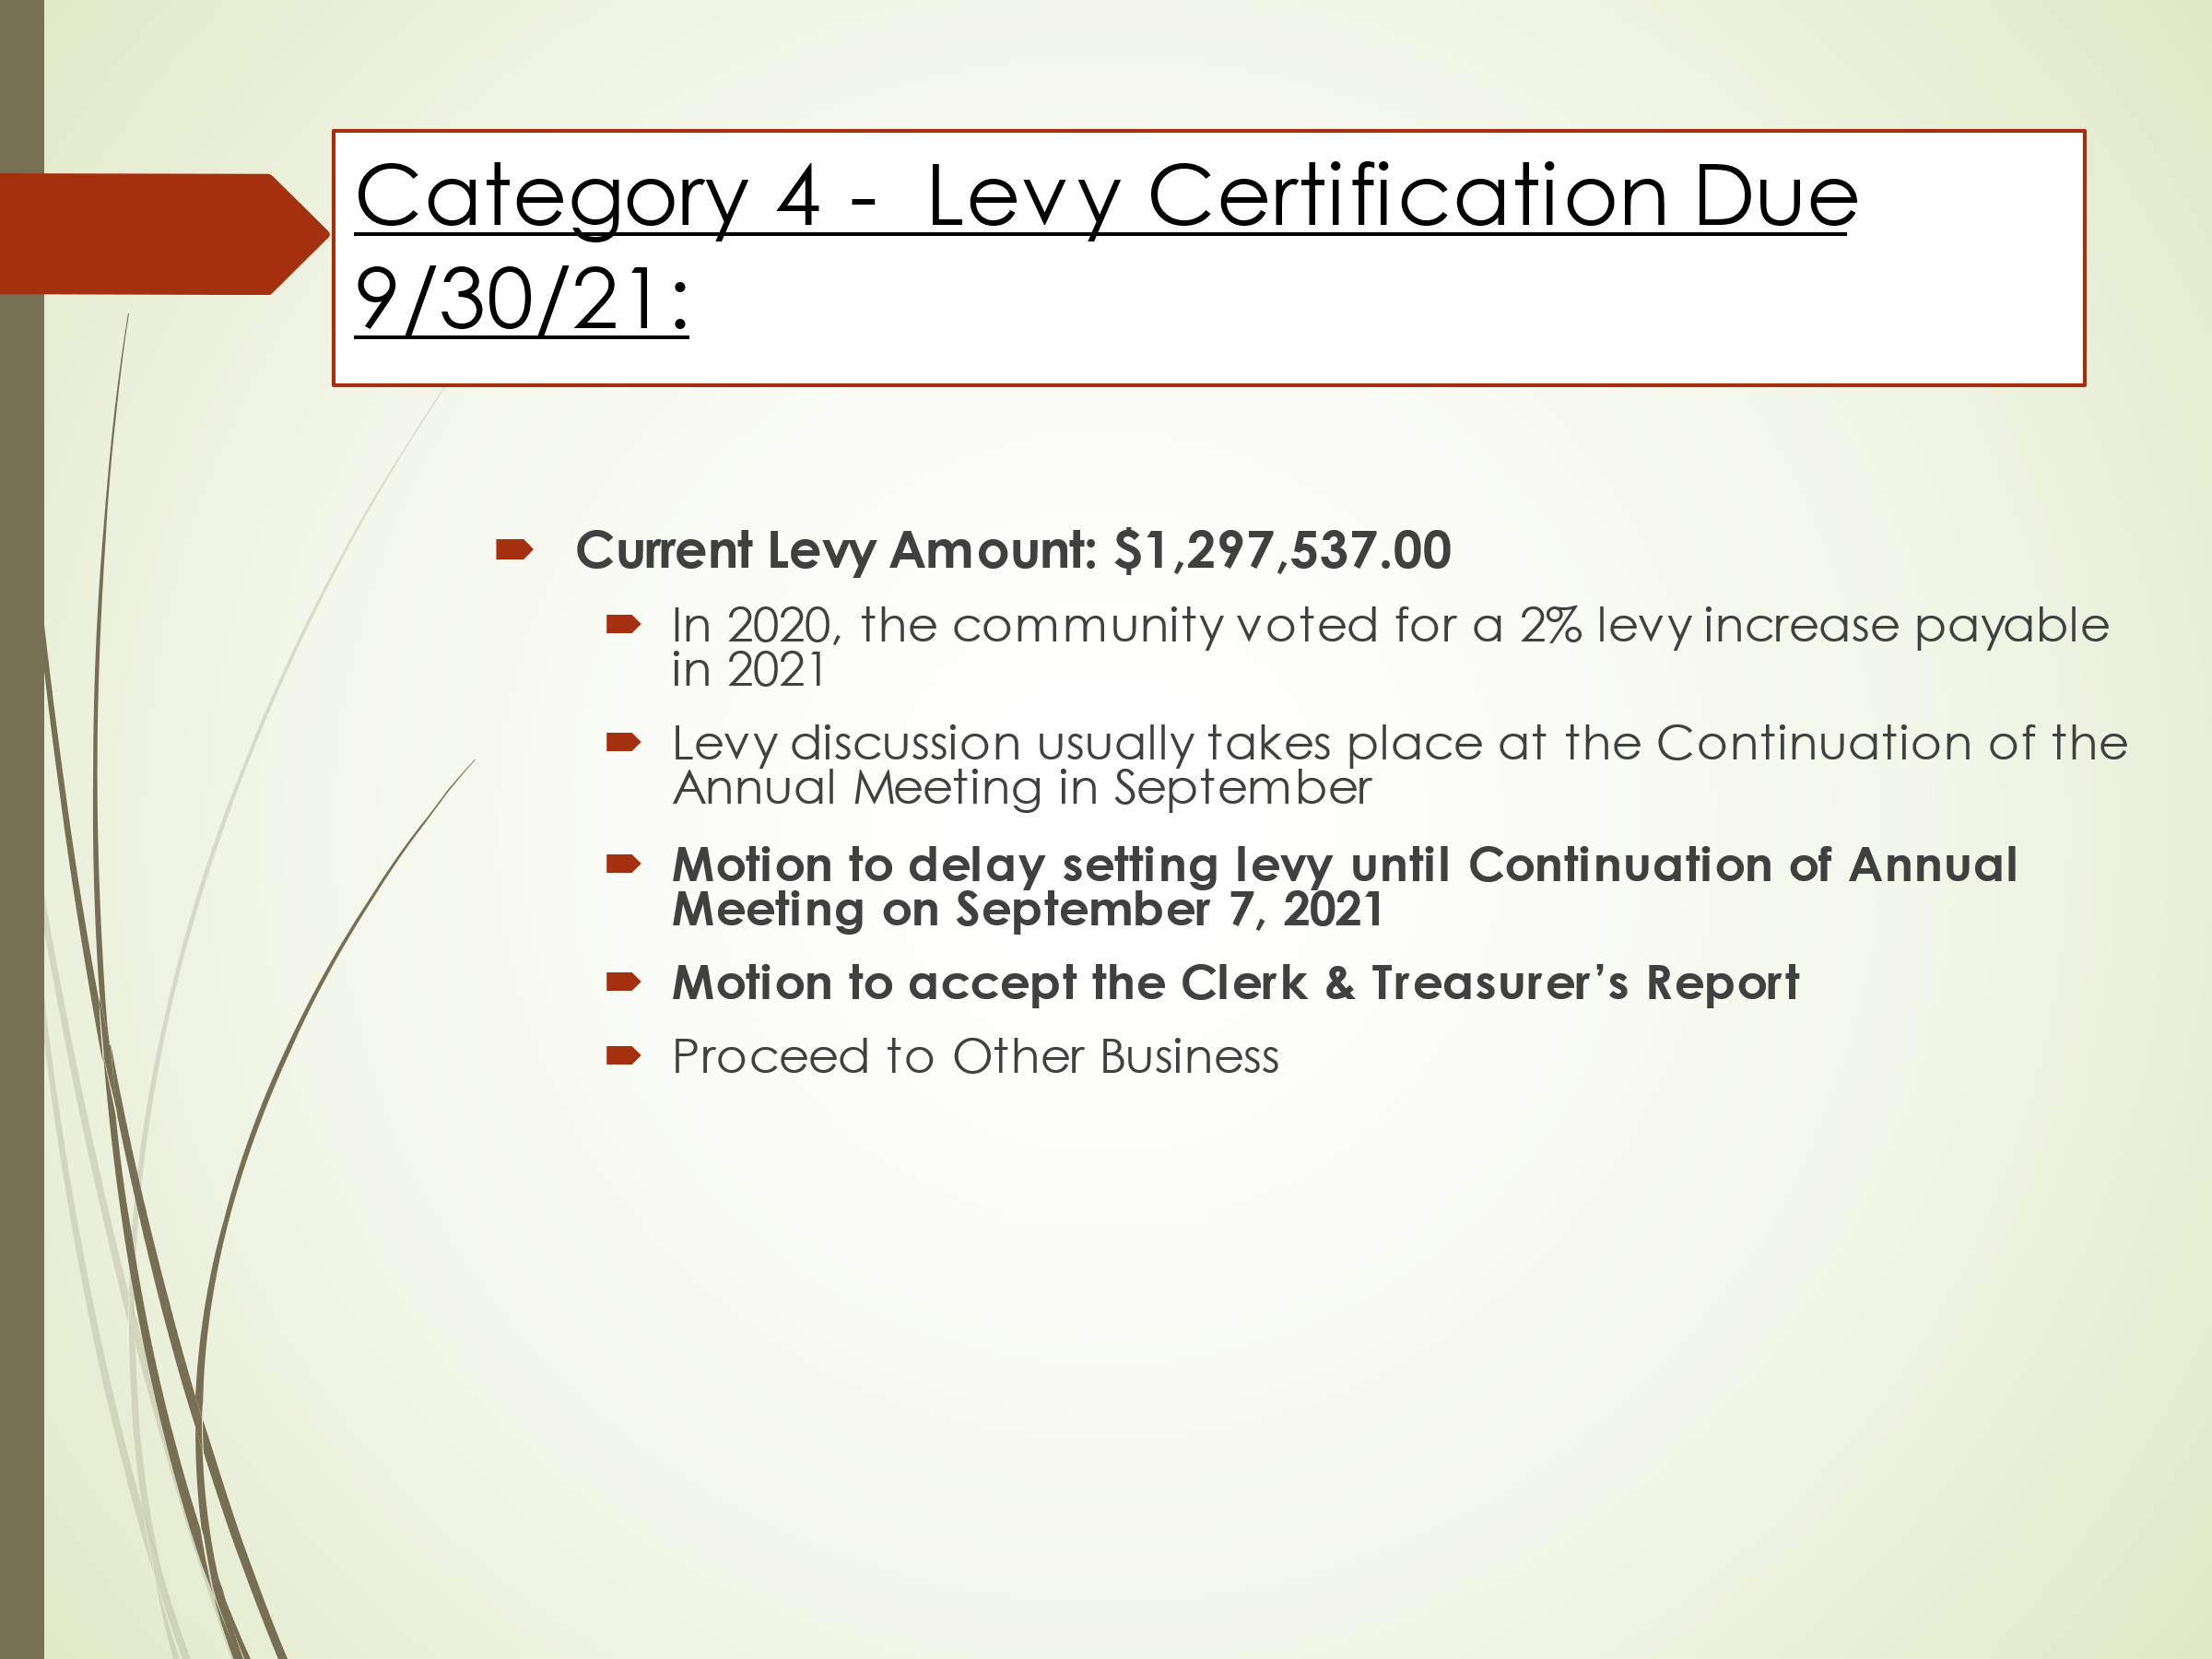 Category 4 -  Levy Certification Due
9/30/21:
Current Levy Amount: $1,297,537.00
In 2020, the community voted for a 2% levy increase payable
in 2021
Levy discussion usually takes place at the Continuation of the
Annual Meeting in September
Motion to delay setting levy until Continuation of Annual
Meeting on September 7, 2021
Motion to accept the Clerk & Treasurer’s Report
Proceed to Other Business